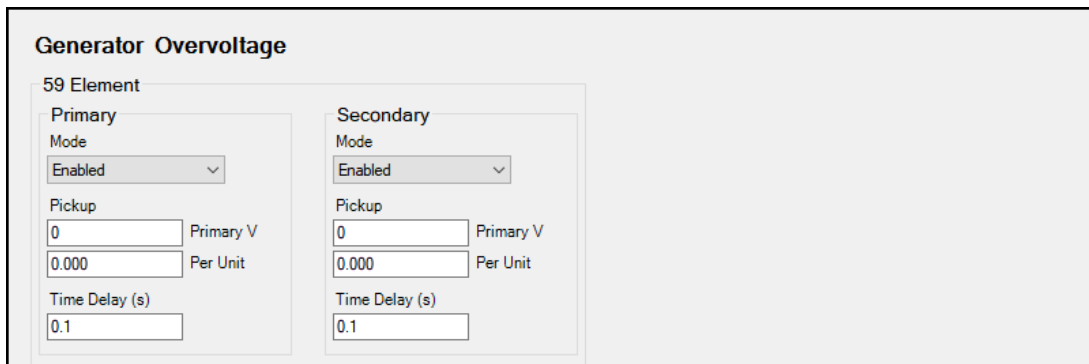 Generator Overvoltage
59 Element
Primary
Mode
Enabled
Pickup
0 Primary V
0.000 Per Unit
Time Delay (s)
0.1
Secondary
Mode
Enabled
Pickup
0 Primary V
0.000 Per Unit
Time Delay (s)
0.1